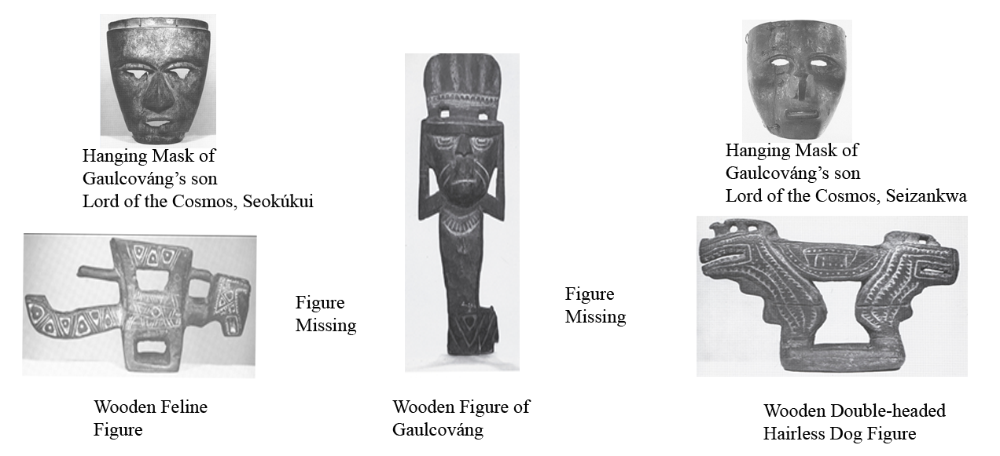 Hanging Mask of
Gaulcováng’s son
Lord of the Cosmos, Seokúkui
Hanging Mask of
Gaulcováng’s son
Lord of the Cosmos, Seizankwa
Figure
Missing
Figure
Missing
Wooden Feline
Figure
Wooden Figure of
Gaulcováng
Wooden Double-headed
Hairless Dog Figure